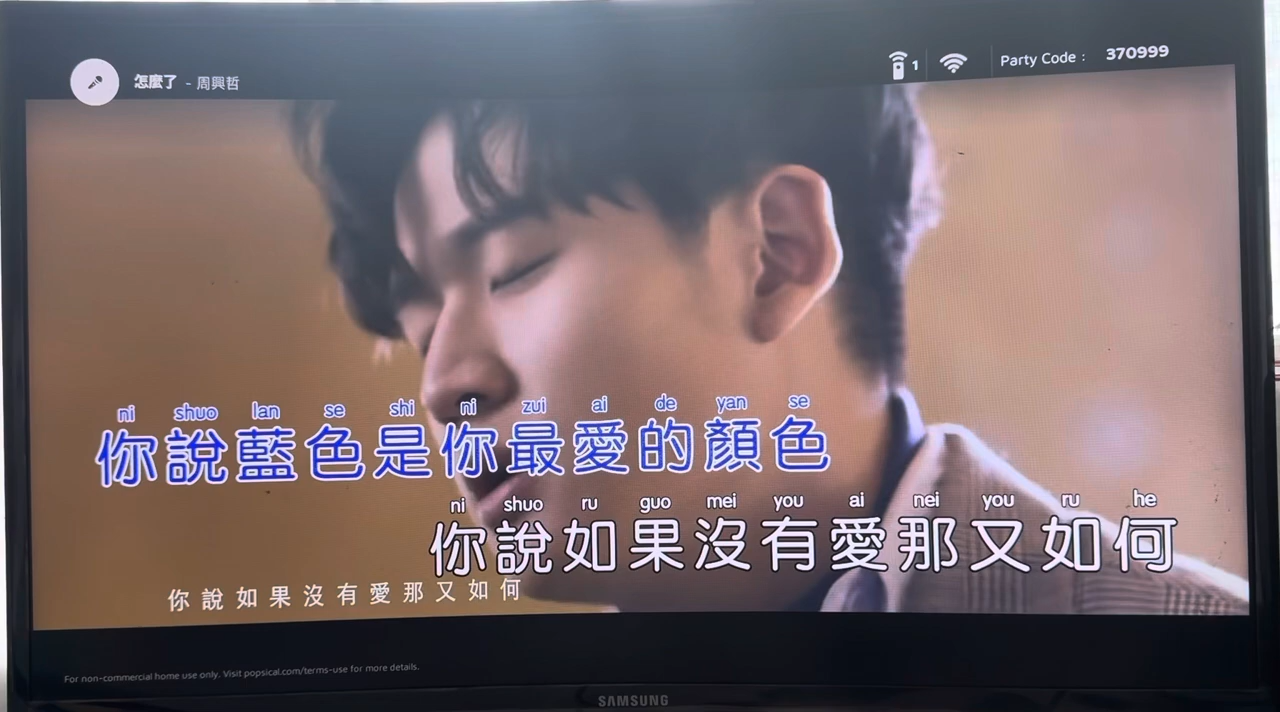 怎麼了 - 周興哲
1
Party Code : 370999
ni shuo lan se shi ni zui ai de yan se
你說藍色是你最愛的顏色
ni shuo ru guo mei you ai nei you ru he
你說如果沒有愛那又如何
你說如果沒有愛那又如何
For non-commercial home use only. Visit popsical.com/terms-use for more details.
SAMSUNG